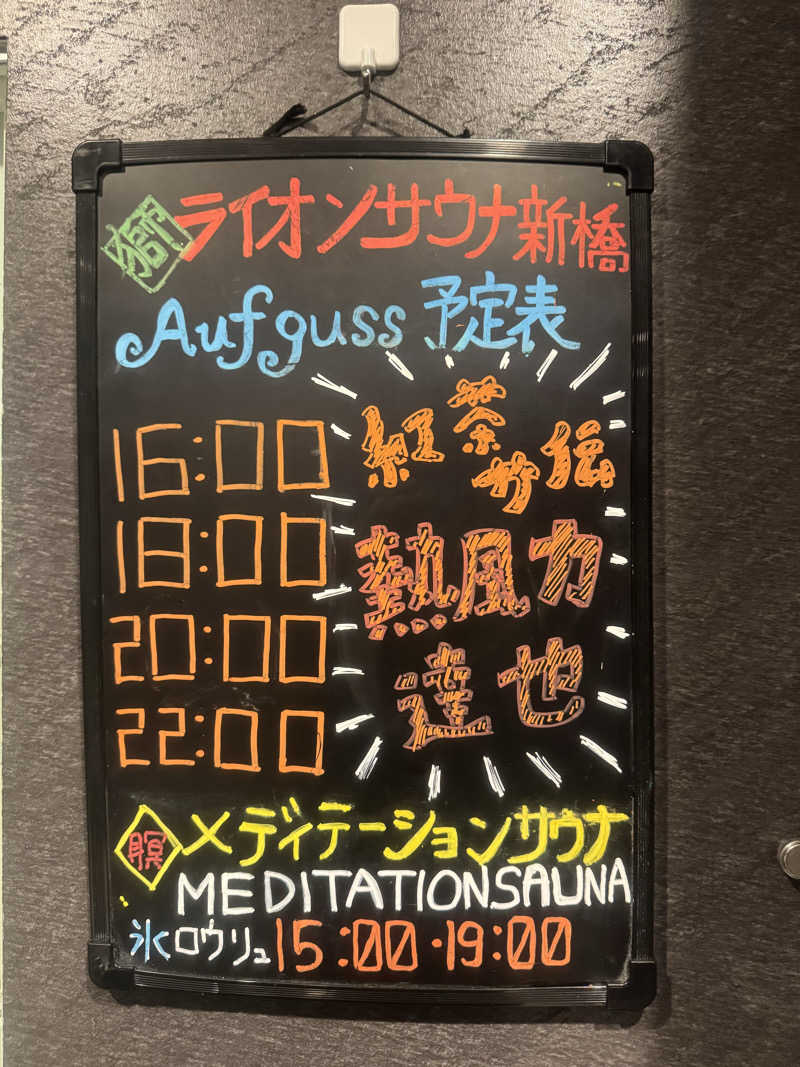 獅 ライオンサウナ新橋
Aufguss 予定表
16:00
18:00
20:00
22:00
紅茶サ伝
熱風力
達也
瞑 メディテーションサウナ
MEDITATIONSAUNA
氷ロウリュ 15:00・19:00